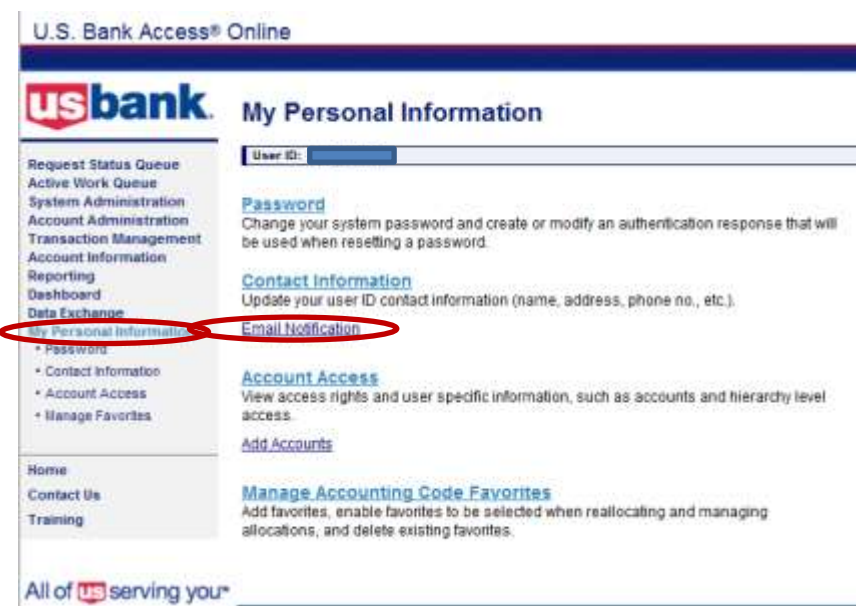 U.S. Bank Access® Online
usbank.
My Personal Information
User ID:
Request Status Queue
Active Work Queue
System Administration
Account Administration
Transaction Management
Account Information
Reporting
Dashboard
Data Exchange
My Personal Information
• Password
• Contact Information
• Account Access
• Manage Favorites
Home
Contact Us
Training
Password
Change your system password and create or modify an authentication response that will
be used when resetting a password.
Contact Information
Update your user ID contact information (name, address, phone no., etc.).
Email Notification
Account Access
View access rights and user specific information, such as accounts and hierarchy level
access.
Add Accounts
Manage Accounting Code Favorites
Add favorites, enable favorites to be selected when reallocating and managing
allocations, and delete existing favorites.
All of us serving you℠